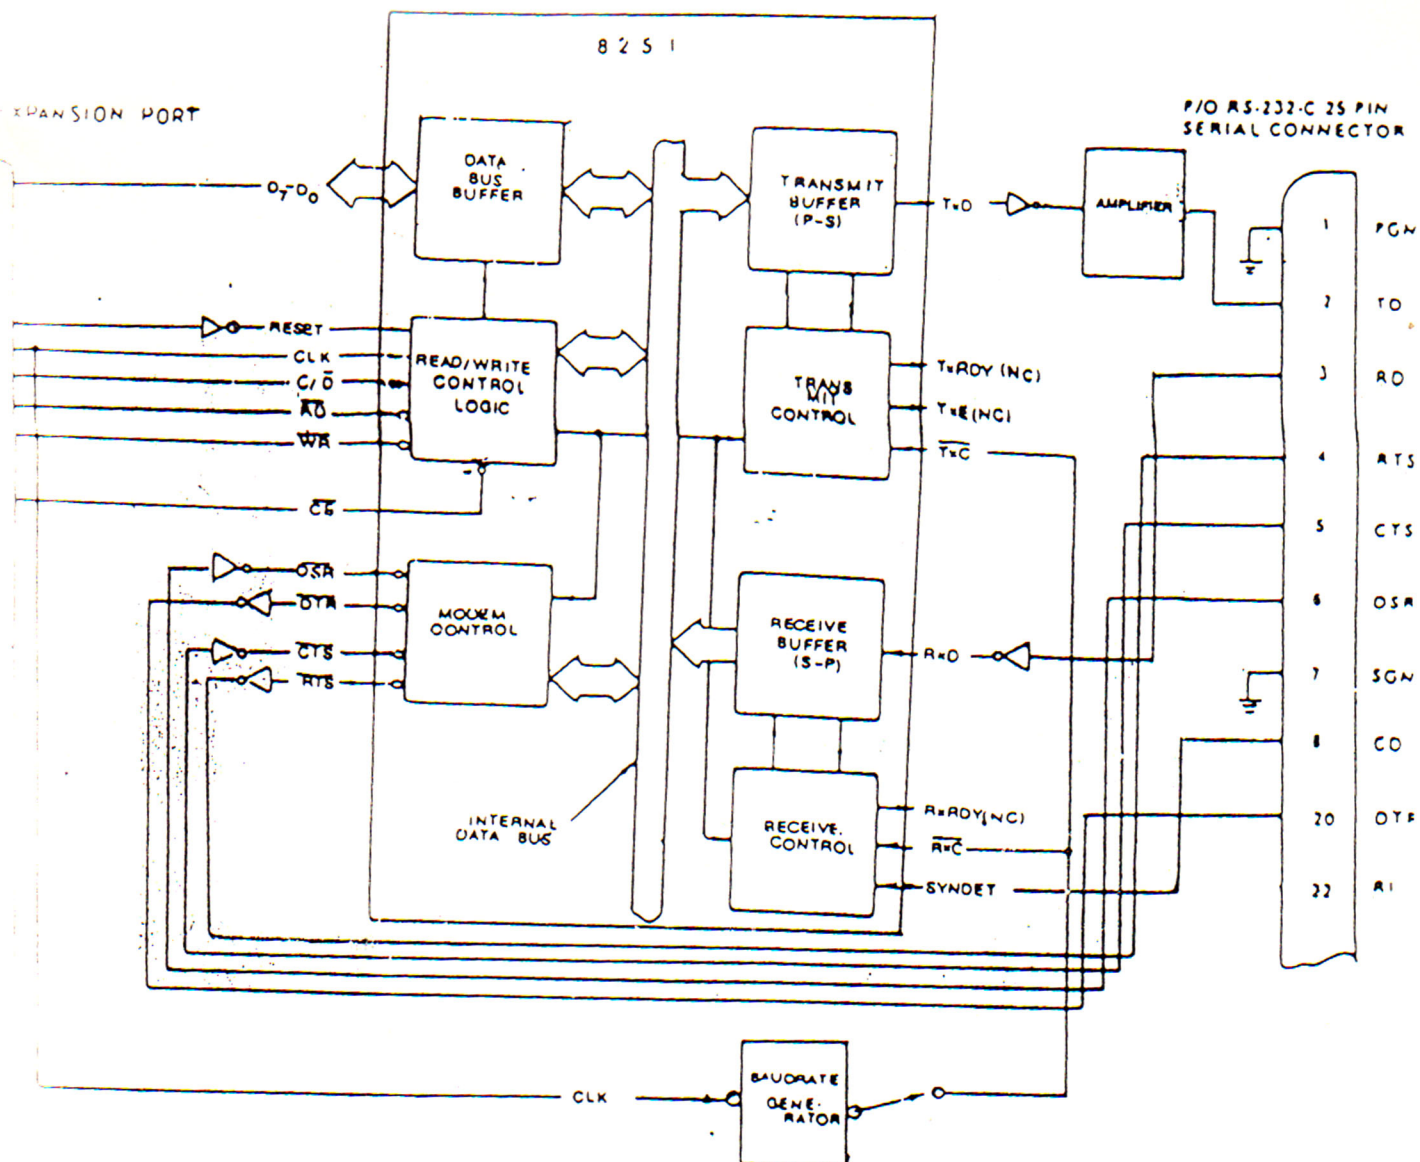 8251
XPANSION PORT
P/O RS-232-C 25 PIN
SERIAL CONNECTOR
DATA
BUS
BUFFER
D7-D0
TRANSMIT
BUFFER
(P-S)
TxD
AMPLIFIER
1 PGN
2 TD
RESET
CLK
C/D
RD
WR
CS
READ/WRITE
CONTROL
LOGIC
TRANS
MIT
CONTROL
TxRDY (NC)
TxE (NC)
TxC
3 RD
4 RTS
5 CTS
DSR
DTR
CTS
RTS
MODEM
CONTROL
RECEIVE
BUFFER
(S-P)
RxD
6 DSR
7 SGN
8 CD
INTERNAL
DATA BUS
RECEIVE.
CONTROL
RxRDY(NC)
RxC
SYNDET
20 DTR
22 RI
CLK
BAUDRATE
GENE-
RATOR